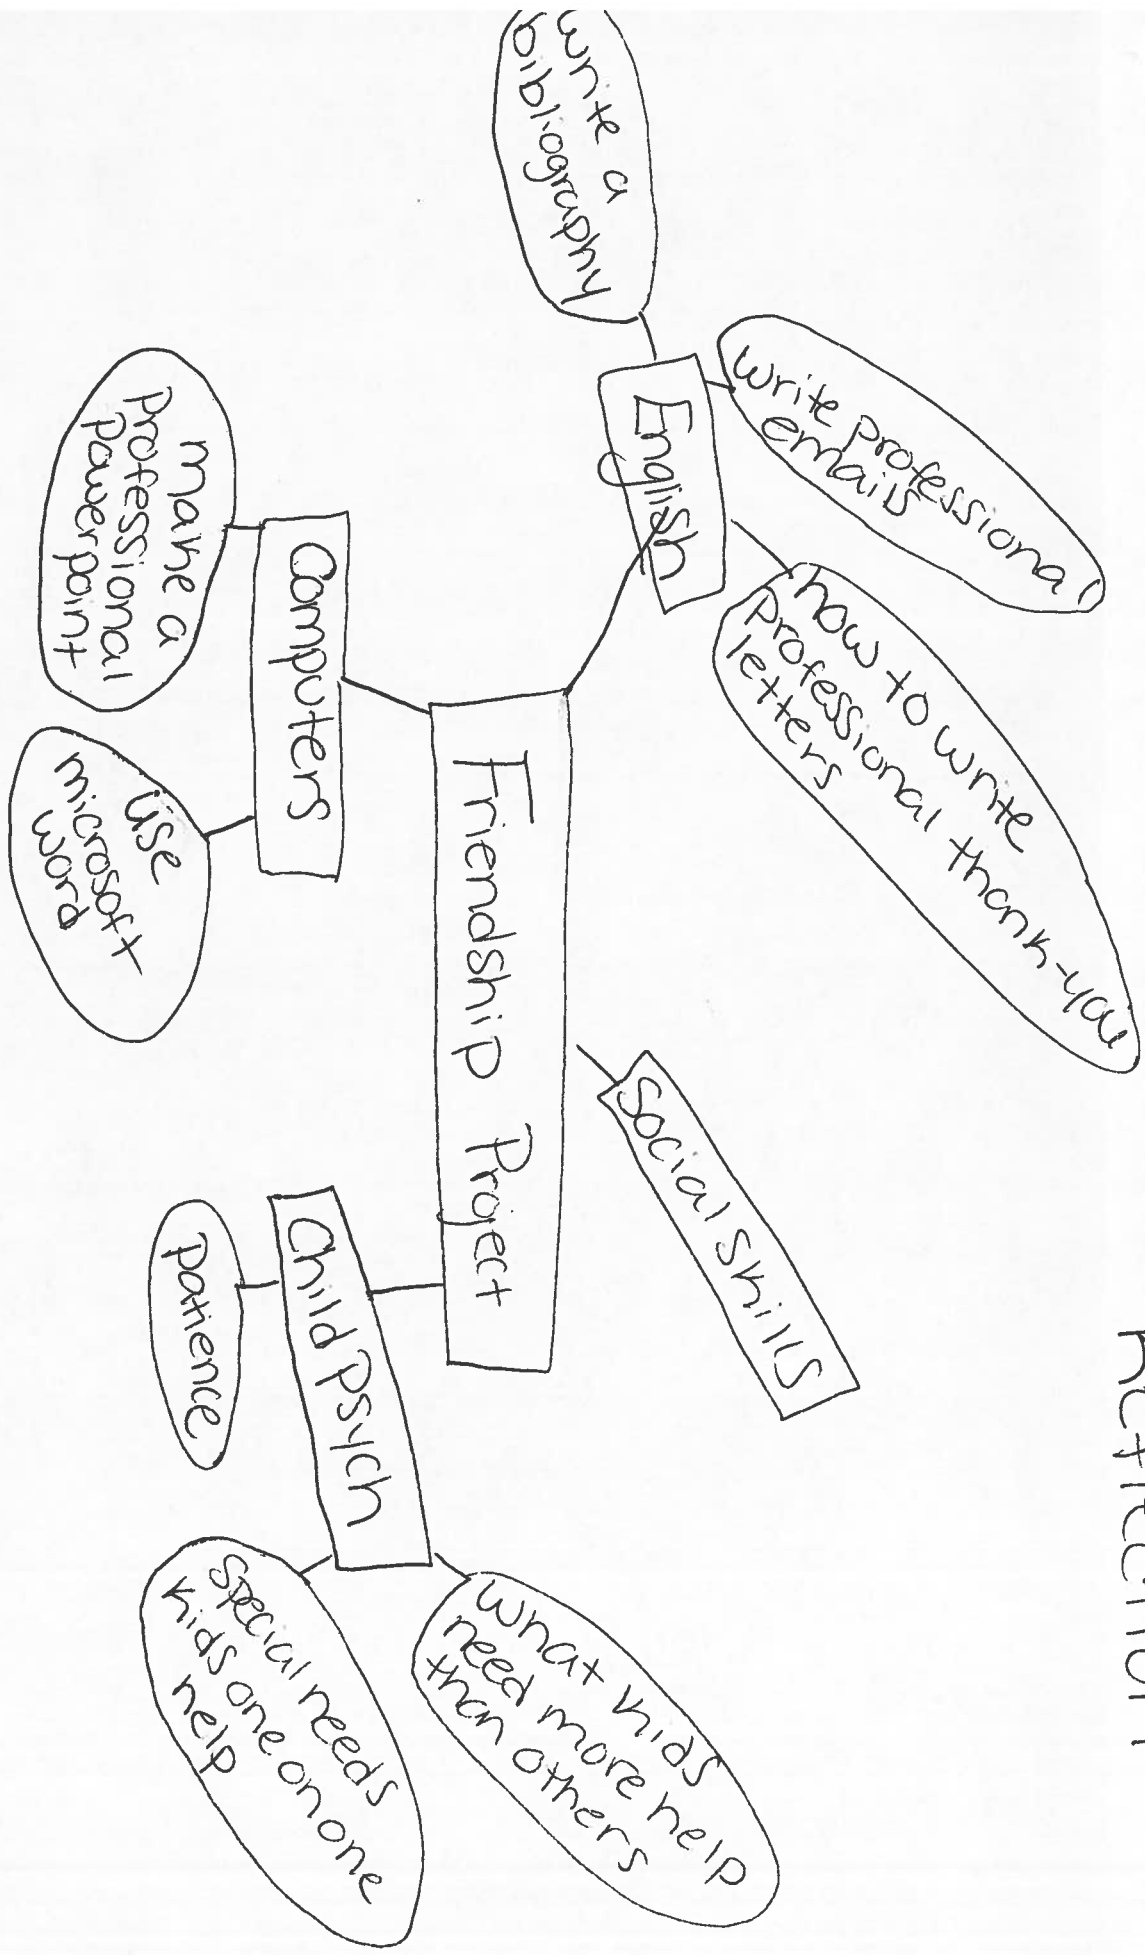 Reflection
write a
bibliography
write professional
emails
how to write
professional thank-you
letters
English
Social Skills
Friendship Project
Computers
make a
professional
powerpoint
use
microsoft
word
Child Psych
patience
what kids
need more help
than others
special needs
kids one on one
help